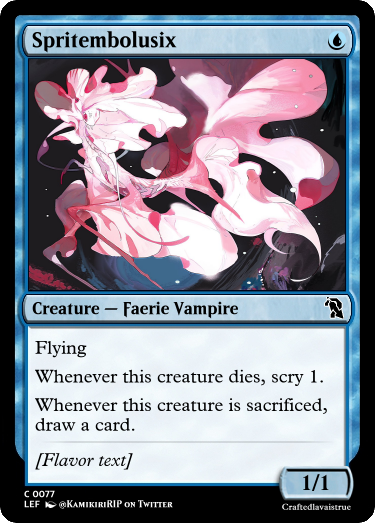 Spritembolusix
Creature — Faerie Vampire
Flying
Whenever this creature dies, scry 1.
Whenever this creature is sacrificed,
draw a card.
[Flavor text]
1/1
C 0077
LEF @KamikiriRIP on Twitter
Craftedlavaistrue